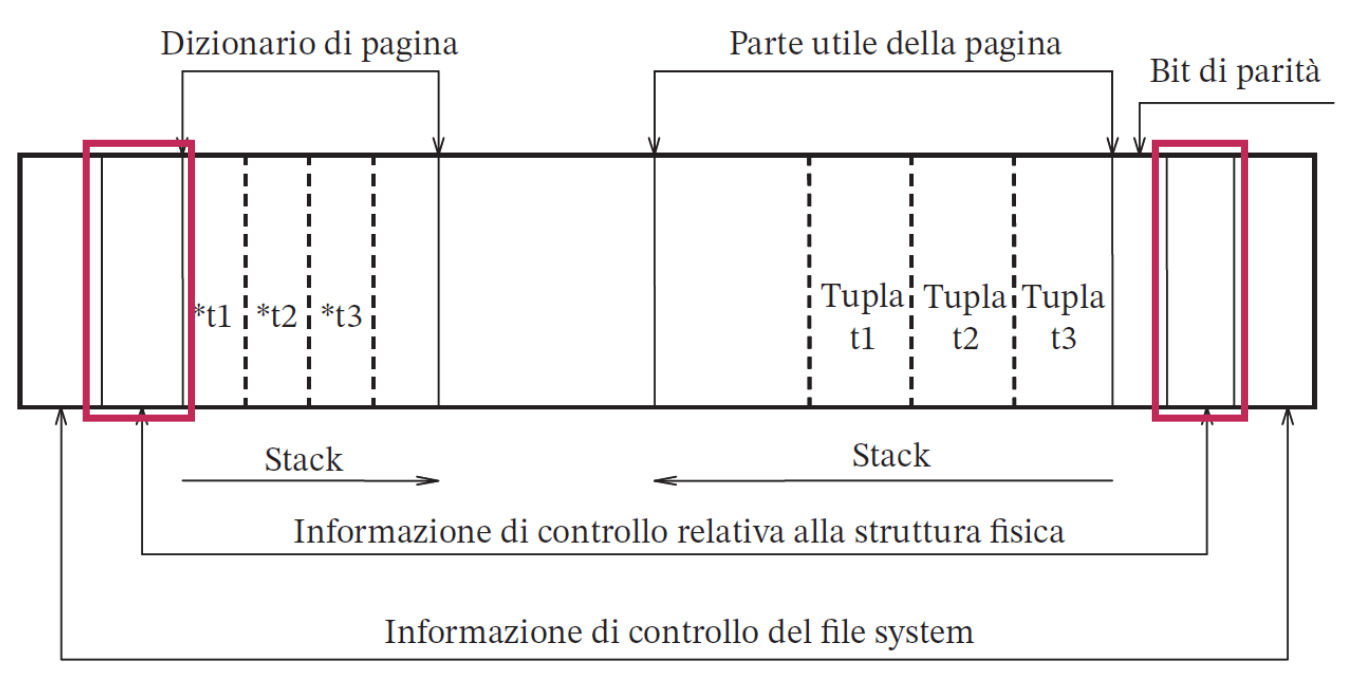 Dizionario di pagina
Parte utile della pagina
Bit di parità
*t1
*t2
*t3
Tupla
t1
Tupla
t2
Tupla
t3
Stack
Stack
Informazione di controllo relativa alla struttura fisica
Informazione di controllo del file system